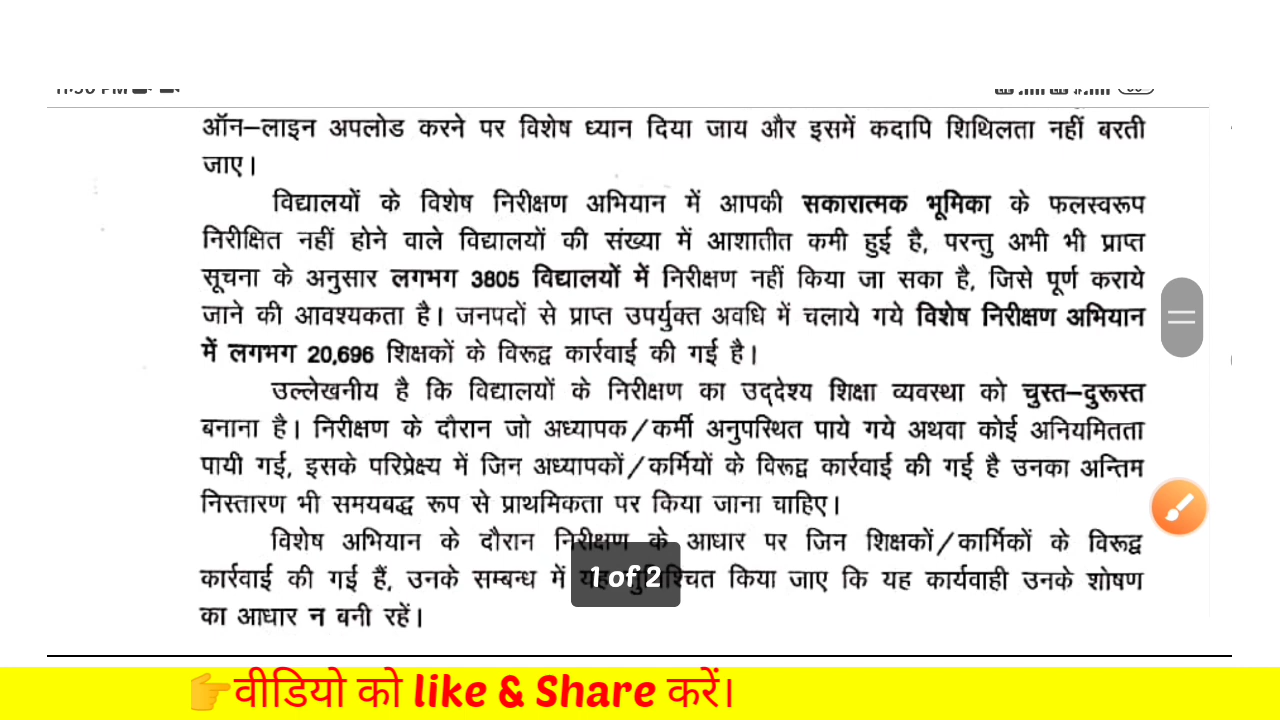 11:50 PM
ऑन–लाइन अपलोड करने पर विशेष ध्यान दिया जाय और इसमें कदापि शिथिलता नहीं बरती
जाए।
विद्यालयों के विशेष निरीक्षण अभियान में आपकी सकारात्मक भूमिका के फलस्वरूप
निरीक्षित नहीं होने वाले विद्यालयों की संख्या में आशातीत कमी हुई है, परन्तु अभी भी प्राप्त
सूचना के अनुसार लगभग 3805 विद्यालयों में निरीक्षण नहीं किया जा सका है, जिसे पूर्ण कराये
जाने की आवश्यकता है। जनपदों से प्राप्त उपर्युक्त अवधि में चलाये गये विशेष निरीक्षण अभियान
में लगभग 20,696 शिक्षकों के विरूद्व कार्रवाई की गई है।
उल्लेखनीय है कि विद्यालयों के निरीक्षण का उद्देश्य शिक्षा व्यवस्था को चुस्त–दुरूस्त
बनाना है। निरीक्षण के दौरान जो अध्यापक/कर्मी अनुपस्थित पाये गये अथवा कोई अनियमितता
पायी गई, इसके परिप्रेक्ष्य में जिन अध्यापकों/कर्मियों के विरूद्व कार्रवाई की गई है उनका अन्तिम
निस्तारण भी समयबद्ध रूप से प्राथमिकता पर किया जाना चाहिए।
विशेष अभियान के दौरान निरीक्षण के आधार पर जिन शिक्षकों/कार्मिकों के विरूद्व
कार्रवाई की गई हैं, उनके सम्बन्ध में यह सुनिश्चित किया जाए कि यह कार्यवाही उनके शोषण
1 of 2
का आधार न बनी रहें।
👉वीडियो को like & Share करें।